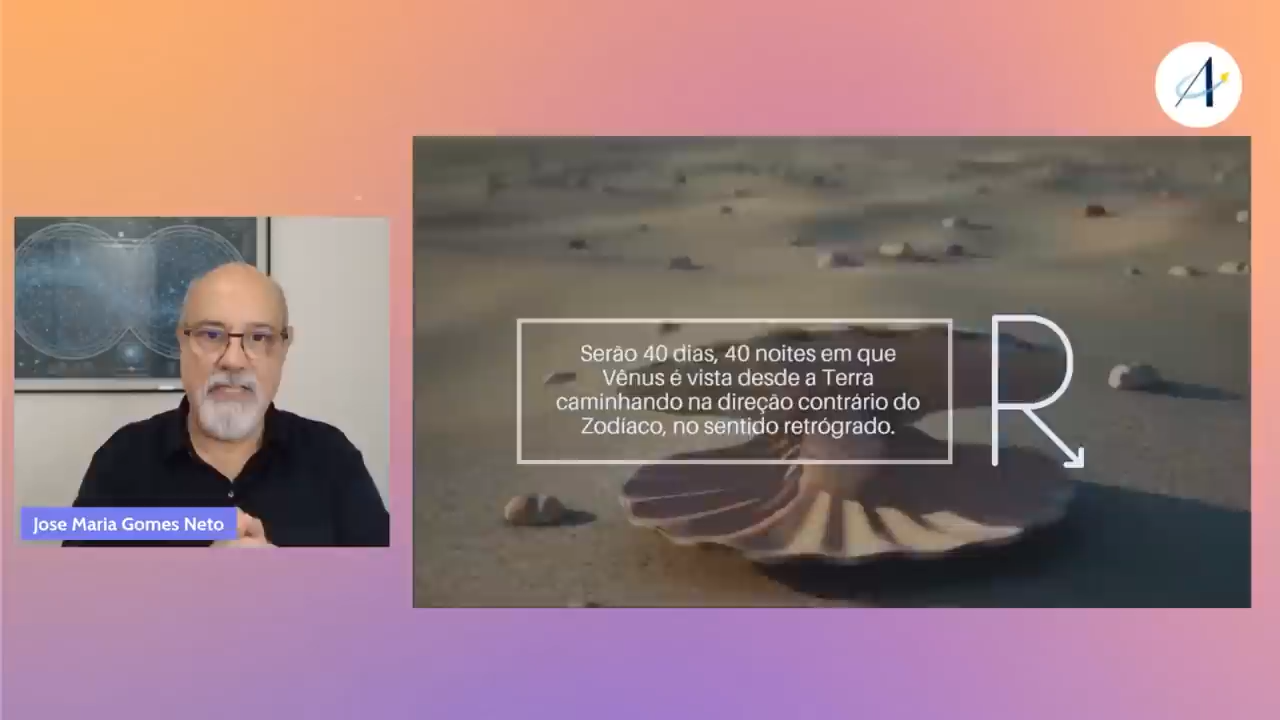 Serão 40 dias, 40 noites em que
Vênus é vista desde a Terra
caminhando na direção contrário do
Zodíaco, no sentido retrógrado.
R
Jose Maria Gomes Neto
A